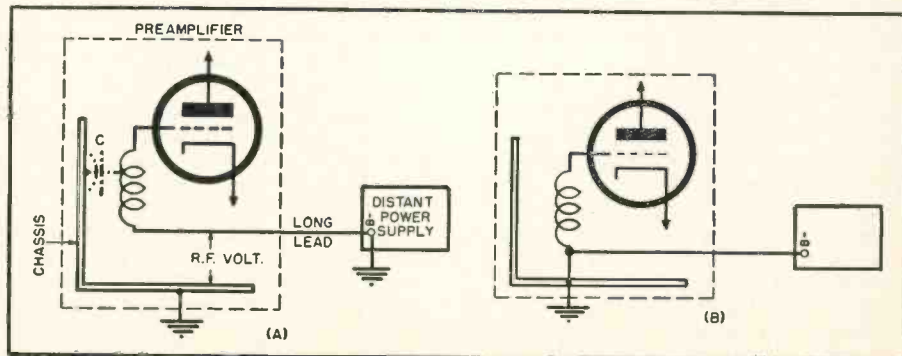 PREAMPLIFIER
C
CHASSIS
R.F. VOLT.
LONG
LEAD
DISTANT
POWER
SUPPLY
B-
(A)
B-
(B)